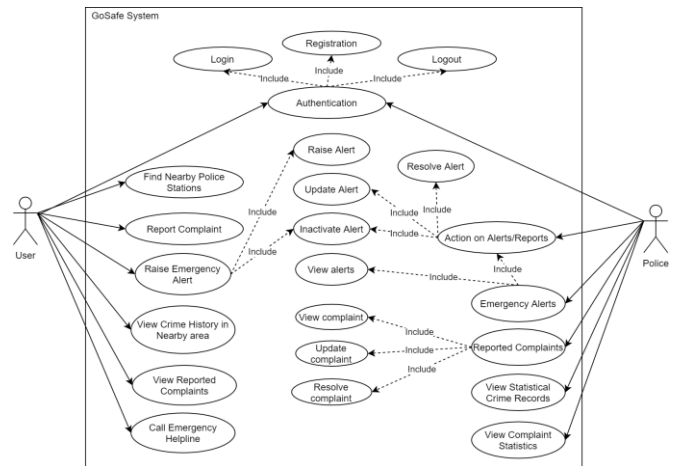 GoSafe System
Registration
Login
Logout
Include
Include
Include
Authentication
Raise Alert
Resolve Alert
Find Nearby Police
Stations
Update Alert
Include
Include
Include
Report Complaint
Inactivate Alert
Include
Include
Action on Alerts/Reports
User
Police
Raise Emergency
Alert
View alerts
Include
Include
Emergency Alerts
View Crime History in
Nearby area
View complaint
Include
Update
complaint
Include
Reported Complaints
Include
Resolve
complaint
View Reported
Complaints
View Statistical
Crime Records
Call Emergency
Helpline
View Complaint
Statistics